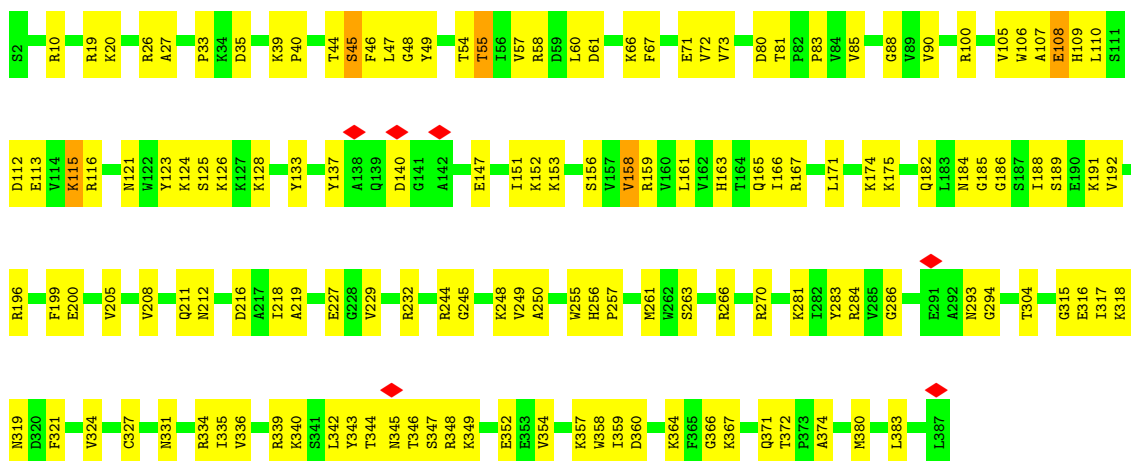 S2 R10 R19 K20 R26 A27 P33 K34 D35 K39 P40 T44 S45 F46 L47 G48 Y49 T54 T55 I56 V57 R58 D59 L60 D61 K66 F67 E71 V72 V73 D80 T81 P82 P83 V84 V85 G88 V89 V90 R100 V105 W106 A107 E108 H109 L110 S111
D112 E113 V114 K115 R116 N121 W122 Y123 K124 S125 K126 K127 K128 Y133 Y137 A138 Q139 D140 G141 A142 E147 I151 K152 K153 S156 V157 V158 R159 V160 L161 V162 H163 T164 Q165 I166 R167 L171 K174 K175 Q182 L183 N184 G185 G186 S187 I188 S189 E190 K191 V192
R196 F199 E200 V205 V208 Q211 N212 D216 A217 I218 A219 E227 G228 V229 R232 R244 G245 K248 V249 A250 W255 H256 P257 M261 W262 S263 R266 R270 K281 I282 Y283 R284 V285 G286 E291 A292 N293 G294 T304 G315 E316 I317 K318
N319 D320 F321 V324 C327 N331 R334 I335 V336 R339 K340 S341 L342 Y343 T344 N345 T346 S347 R348 K349 E352 E353 V354 K357 W358 I359 D360 K364 F365 G366 K367 Q371 T372 P373 A374 M380 L383 L387